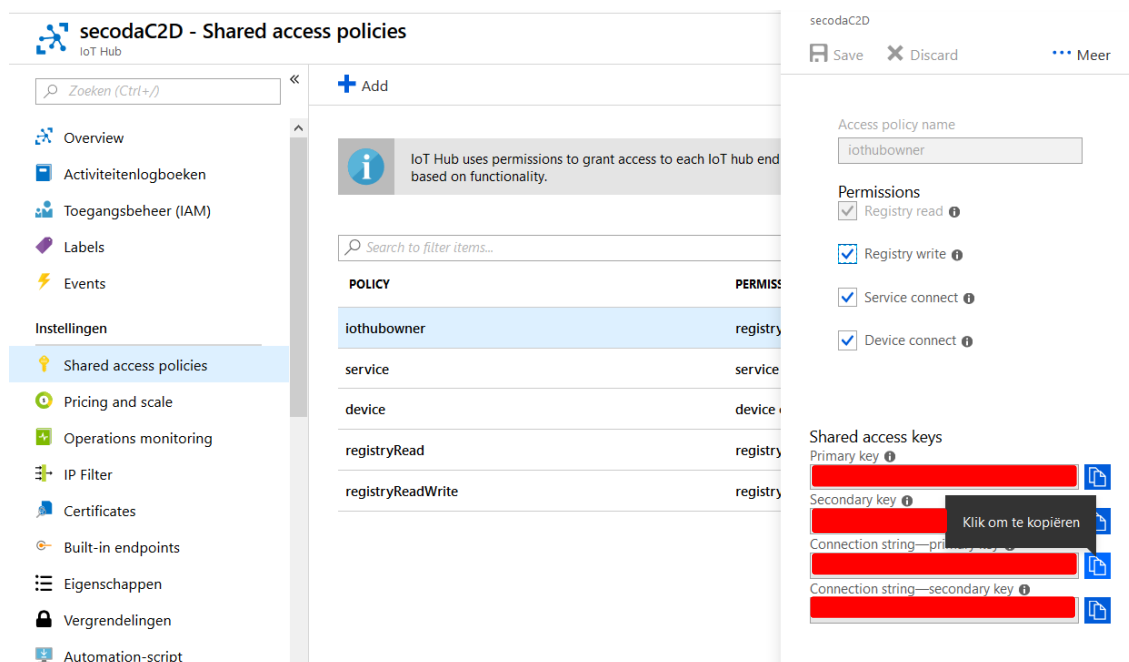 secodaC2D - Shared access policies
IoT Hub
Zoeken (Ctrl+/)
Overview
Activiteitenlogboeken
Toegangsbeheer (IAM)
Labels
Events
Instellingen
Shared access policies
Pricing and scale
Operations monitoring
IP Filter
Certificates
Built-in endpoints
Eigenschappen
Vergrendelingen
Automation-script
Add
IoT Hub uses permissions to grant access to each IoT hub end
based on functionality.
Search to filter items...
POLICY PERMISS
iothubowner registry
service service
device device
registryRead registry
registryReadWrite registry
secodaC2D
Save Discard Meer
Access policy name
iothubowner
Permissions
Registry read
Registry write
Service connect
Device connect
Shared access keys
Primary key
Secondary key
Klik om te kopiëren
Connection string—primary key
Connection string—secondary key